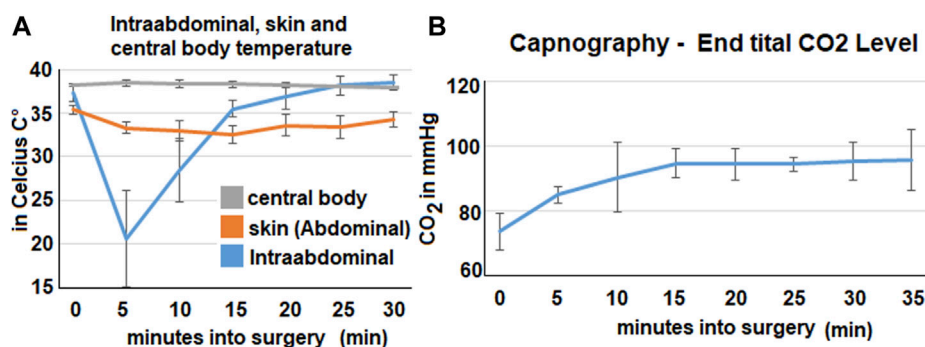 A
Intraabdominal, skin and
central body temperature
in Celcius C°
40
35
30
25
20
15
central body
skin (Abdominal)
Intraabdominal
0 5 10 15 20 25 30
minutes into surgery (min)
B
Capnography - End tital CO2 Level
CO2 in mmHg
120
100
80
60
0 5 10 15 20 25 30 35
minutes into surgery (min)